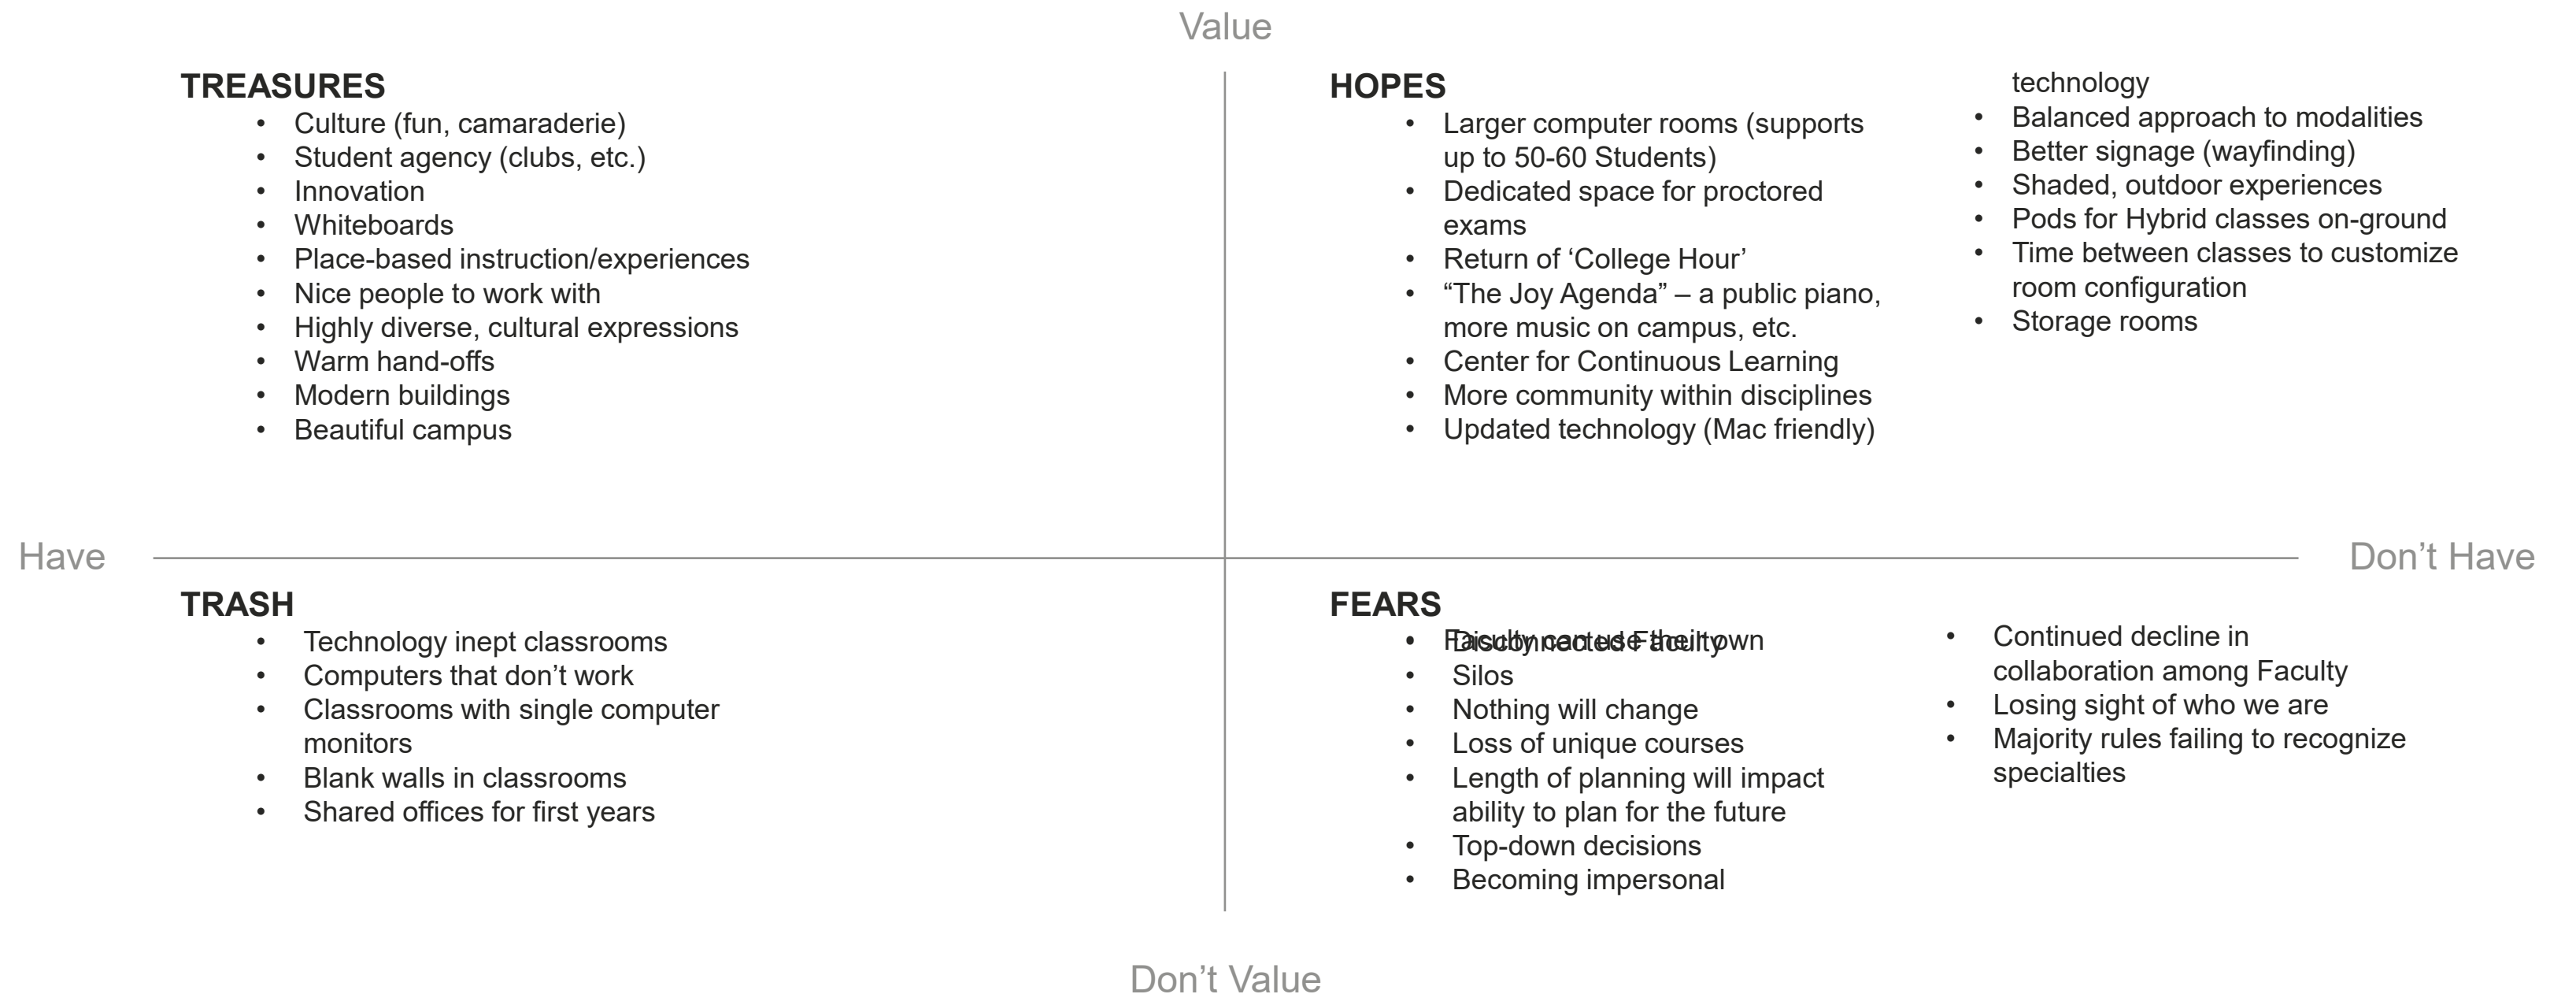 Value
TREASURES
• Culture (fun, camaraderie)
• Student agency (clubs, etc.)
• Innovation
• Whiteboards
• Place-based instruction/experiences
• Nice people to work with
• Highly diverse, cultural expressions
• Warm hand-offs
• Modern buildings
• Beautiful campus
HOPES
• Larger computer rooms (supports
up to 50-60 Students)
• Dedicated space for proctored
exams
• Return of ‘College Hour’
• “The Joy Agenda” – a public piano,
more music on campus, etc.
• Center for Continuous Learning
• More community within disciplines
• Updated technology (Mac friendly)
technology
• Balanced approach to modalities
• Better signage (wayfinding)
• Shaded, outdoor experiences
• Pods for Hybrid classes on-ground
• Time between classes to customize
room configuration
• Storage rooms
Have
Don’t Have
TRASH
• Technology inept classrooms
• Computers that don’t work
• Classrooms with single computer
monitors
• Blank walls in classrooms
• Shared offices for first years
FEARS
• Faculty can use their own
• Disconnected Faculty
• Silos
• Nothing will change
• Loss of unique courses
• Length of planning will impact
ability to plan for the future
• Top-down decisions
• Becoming impersonal
• Continued decline in
collaboration among Faculty
• Losing sight of who we are
• Majority rules failing to recognize
specialties
Don’t Value